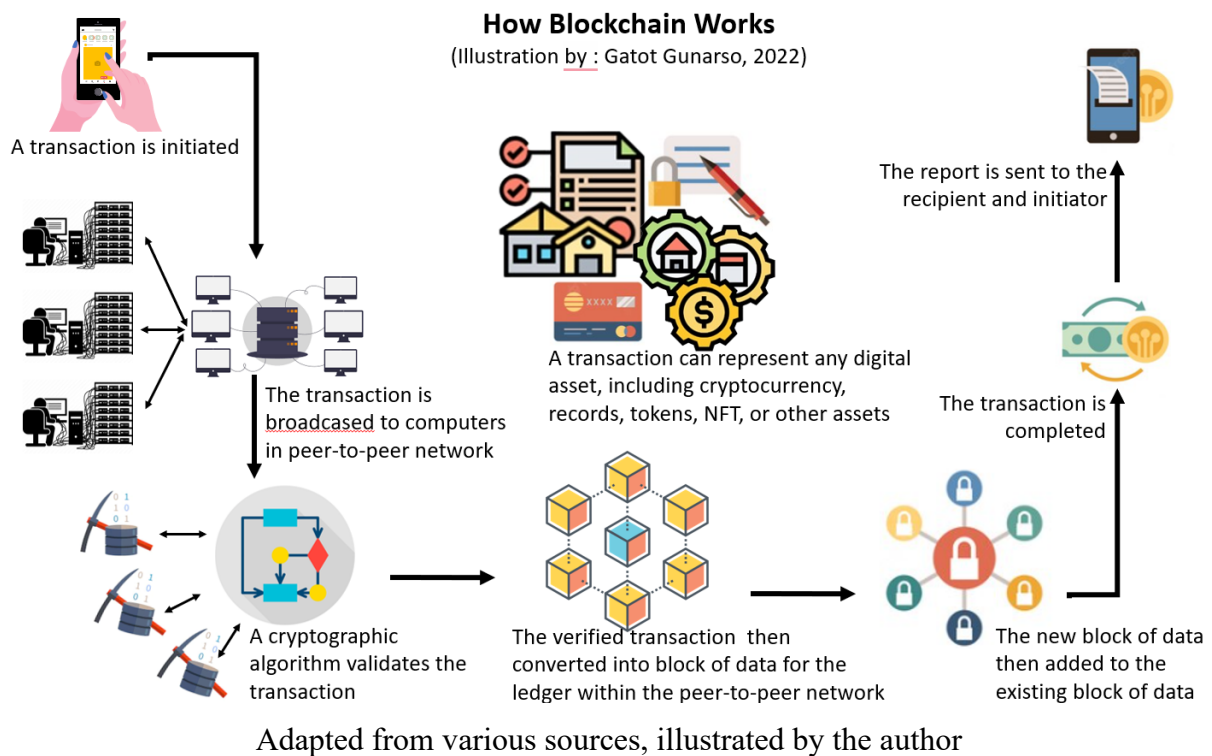 How Blockchain Works
(Illustration by : Gatot Gunarso, 2022)
A transaction is initiated
The transaction is
broadcased to computers
in peer-to-peer network
A cryptographic
algorithm validates the
transaction
XXXX
A transaction can represent any digital
asset, including cryptocurrency,
records, tokens, NFT, or other assets
The verified transaction then
converted into block of data for the
ledger within the peer-to-peer network
The new block of data
then added to the
existing block of data
The transaction is
completed
The report is sent to the
recipient and initiator
Adapted from various sources, illustrated by the author